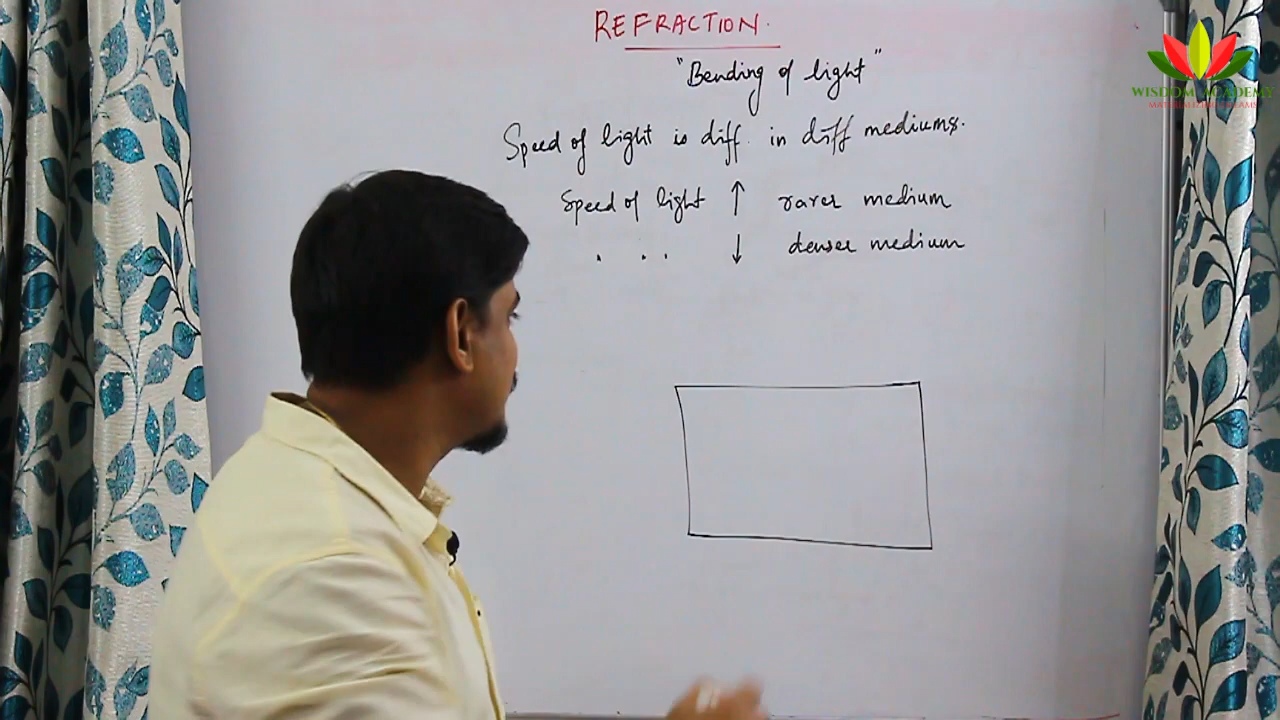 REFRACTION.
"Bending of light"
Speed of light is diff. in diff mediums.
Speed of light ↑ rarer medium
. . . ↓ denser medium
WISDOM ACADEMY